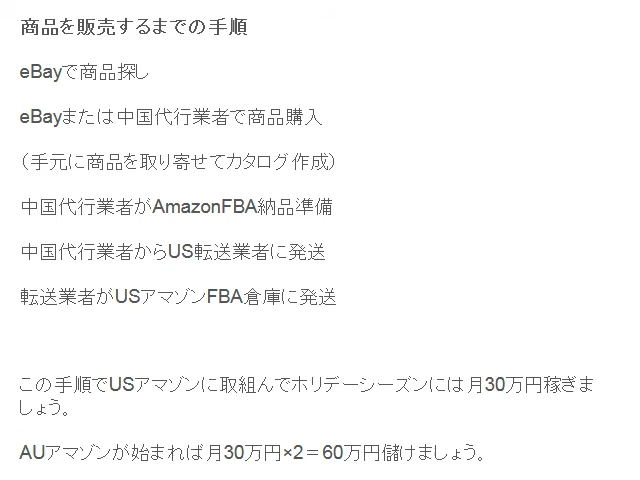 商品を販売するまでの手順
eBayで商品探し
eBayまたは中国代行業者で商品購入
（手元に商品を取り寄せてカタログ作成）
中国代行業者がAmazonFBA納品準備
中国代行業者からUS転送業者に発送
転送業者がUSアマゾンFBA倉庫に発送
この手順でUSアマゾンに取組んでホリデーシーズンには月30万円稼ぎま
しょう。
AUアマゾンが始まれば月30万円×2＝60万円儲けましょう。